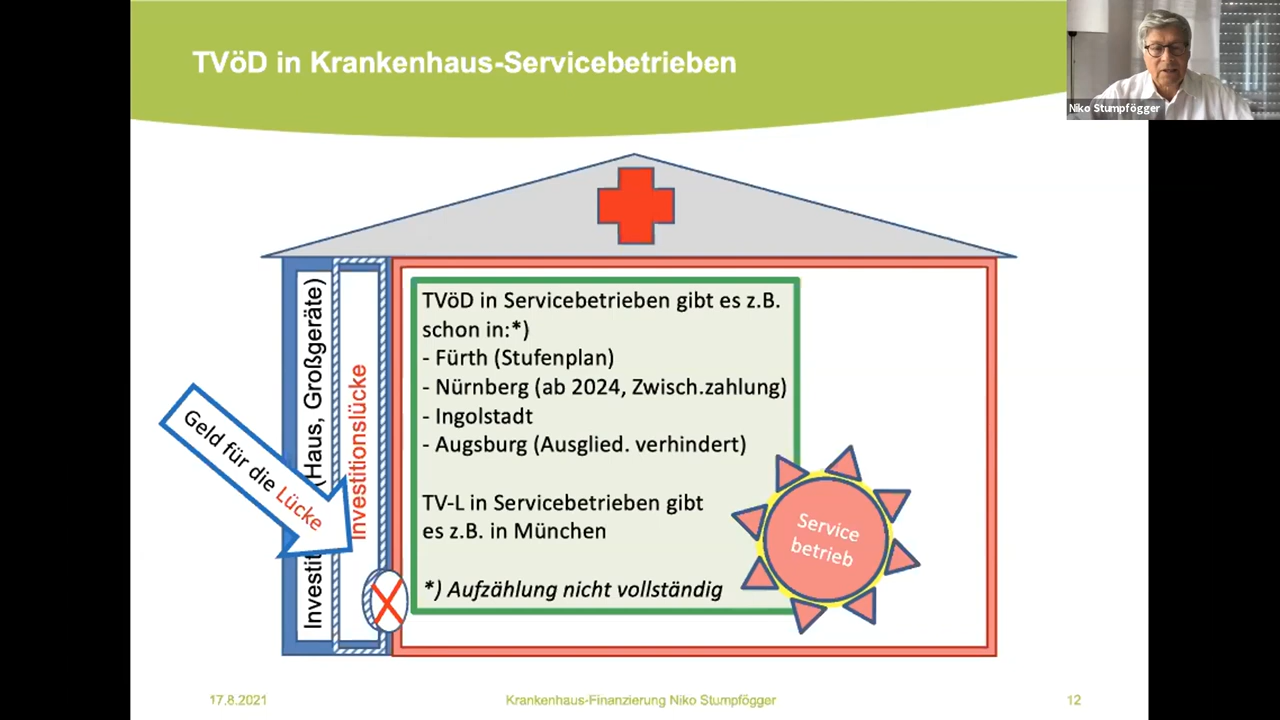 TVöD in Krankenhaus-Servicebetrieben
Niko Stumpfögger
TVöD in Servicebetrieben gibt es z.B.
schon in:*)
- Fürth (Stufenplan)
- Nürnberg (ab 2024, Zwisch.zahlung)
- Ingolstadt
- Augsburg (Ausglied. verhindert)
TV-L in Servicebetrieben gibt
es z.B. in München
*) Aufzählung nicht vollständig
Investit
(Haus, Großgeräte)
Investitionslücke
Geld für die Lücke
Service
betrieb
17.8.2021
Krankenhaus-Finanzierung Niko Stumpfögger
12